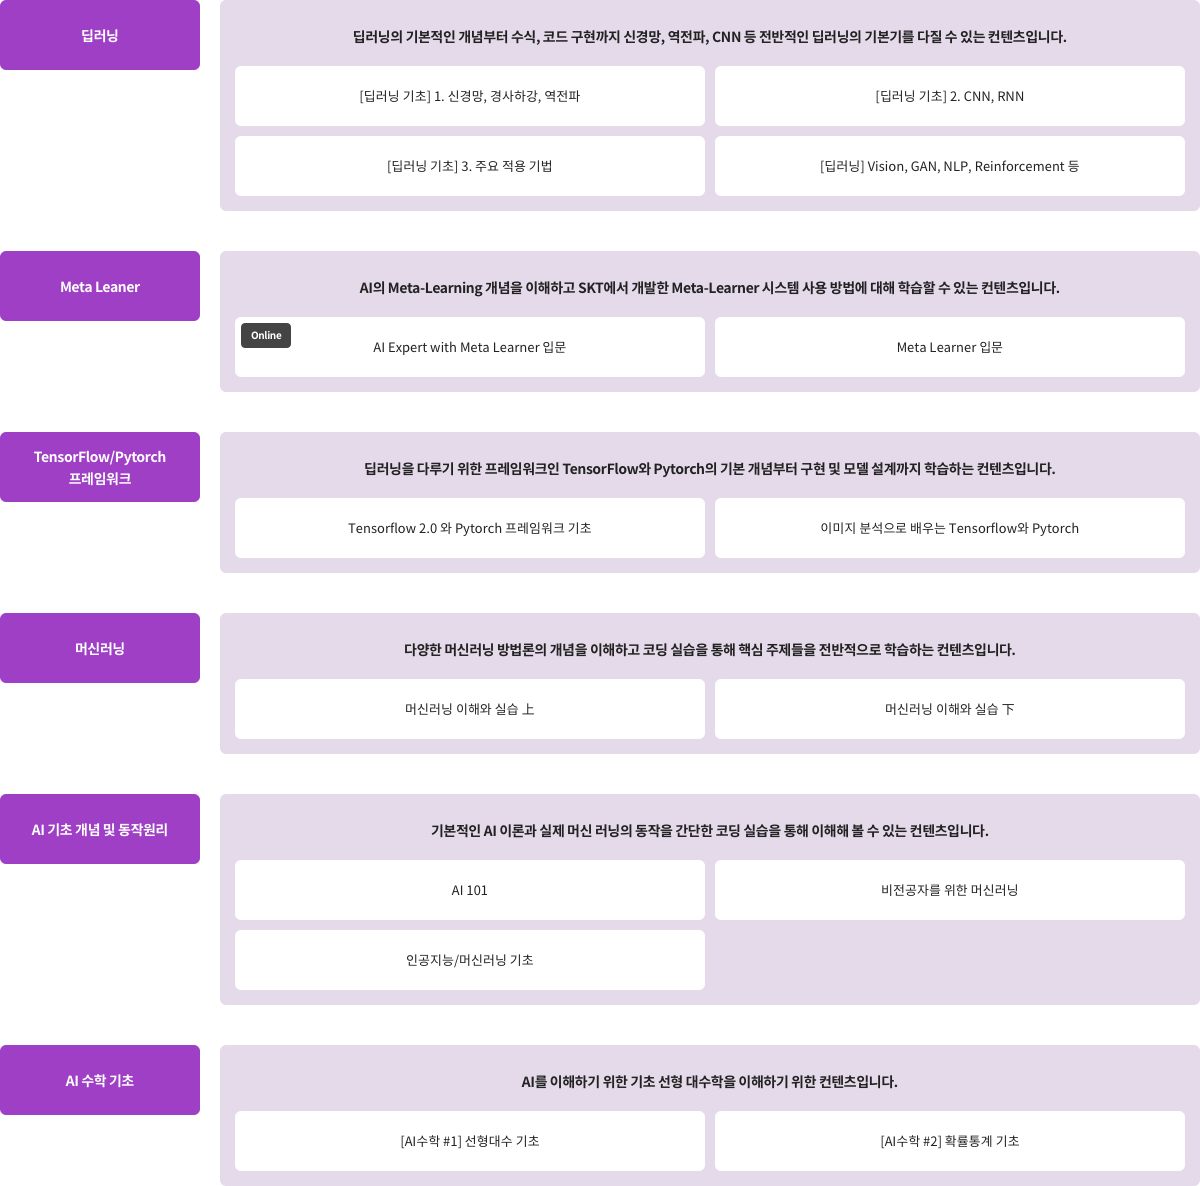 딥러닝
딥러닝의 기본적인 개념부터 수식, 코드 구현까지 신경망, 역전파, CNN 등 전반적인 딥러닝의 기본기를 다질 수 있는 컨텐츠입니다.
[딥러닝 기초] 1. 신경망, 경사하강, 역전파
[딥러닝 기초] 2. CNN, RNN
[딥러닝 기초] 3. 주요 적용 기법
[딥러닝] Vision, GAN, NLP, Reinforcement 등
Meta Leaner
AI의 Meta-Learning 개념을 이해하고 SKT에서 개발한 Meta-Learner 시스템 사용 방법에 대해 학습할 수 있는 컨텐츠입니다.
Online
AI Expert with Meta Learner 입문
Meta Learner 입문
TensorFlow/Pytorch
프레임워크
딥러닝을 다루기 위한 프레임워크인 TensorFlow와 Pytorch의 기본 개념부터 구현 및 모델 설계까지 학습하는 컨텐츠입니다.
Tensorflow 2.0 와 Pytorch 프레임워크 기초
이미지 분석으로 배우는 Tensorflow와 Pytorch
머신러닝
다양한 머신러닝 방법론의 개념을 이해하고 코딩 실습을 통해 핵심 주제들을 전반적으로 학습하는 컨텐츠입니다.
머신러닝 이해와 실습 上
머신러닝 이해와 실습 下
AI 기초 개념 및 동작원리
기본적인 AI 이론과 실제 머신 러닝의 동작을 간단한 코딩 실습을 통해 이해해 볼 수 있는 컨텐츠입니다.
AI 101
비전공자를 위한 머신러닝
인공지능/머신러닝 기초
AI 수학 기초
AI를 이해하기 위한 기초 선형 대수학을 이해하기 위한 컨텐츠입니다.
[AI수학 #1] 선형대수 기초
[AI수학 #2] 확률통계 기초